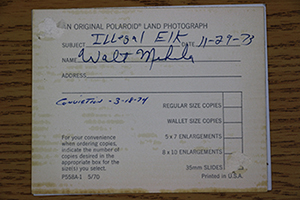 AN ORIGINAL POLAROID® LAND PHOTOGRAPH
SUBJECT Illegal Elk DATE 11-29-73
NAME Walt
ADDRESS
CONVICTION - 3-18-74
REGULAR SIZE COPIES
WALLET SIZE COPIES
5 x 7 ENLARGEMENTS
8 x 10 ENLARGEMENTS
35mm SLIDES
For your convenience
when ordering copies,
indicate the number of
copies desired in the
appropriate box for the
size(s) you select.
P558A-1 5/70
Printed in U.S.A.